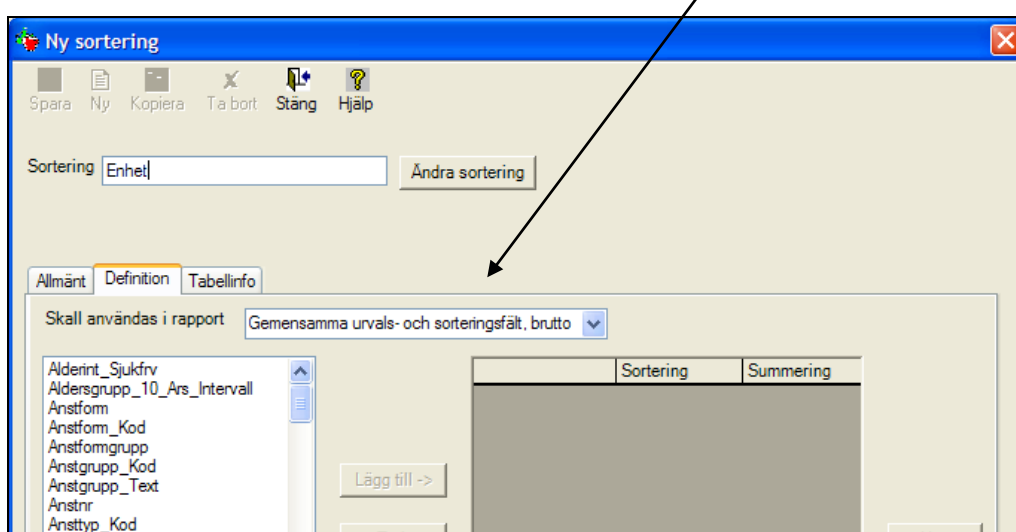 Ny sortering
Spara Ny Kopiera Ta bort Stäng Hjälp
Sortering Enhet Ändra sortering
Allmänt Definition Tabellinfo
Skall användas i rapport Gemensamma urvals- och sorteringsfält, brutto
Sortering Summering
Alderint_Sjukfrv
Aldersgrupp_10_Ars_Intervall
Anstform
Anstform_Kod
Anstformgrupp
Anstgrupp_Kod
Anstgrupp_Text
Anstnr
Ansttyp_Kod
Lägg till ->